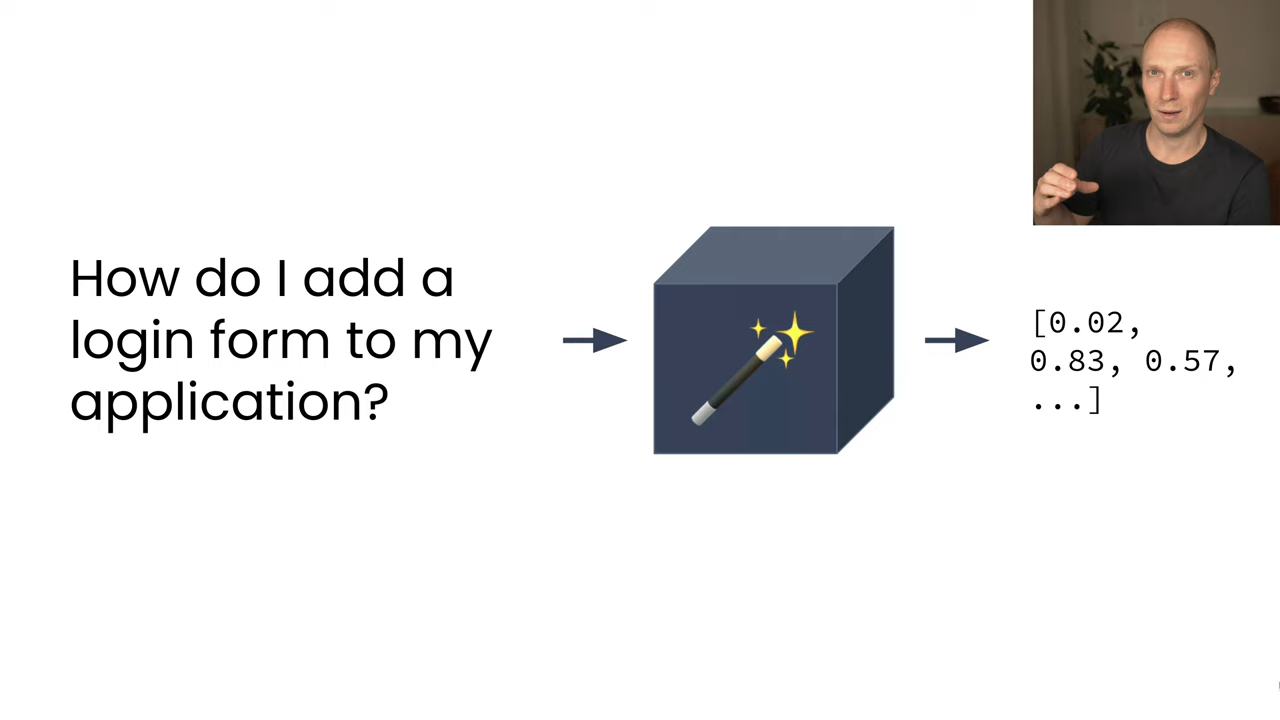 How do I add a
login form to my
application?
[0.02,
0.83, 0.57,
...]